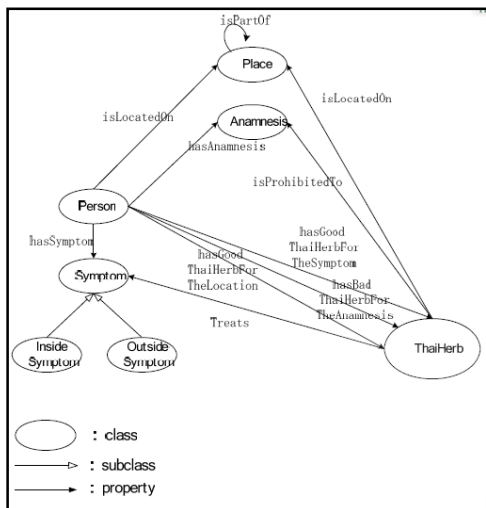 isPartOf
Place
isLocatedOn
isLocatedOn
Anamnesis
hasAnamnesis
isProhibitedTo
Person
hasSymptom
hasGood
ThaiHerbFor
TheSymptom
hasGood
ThaiHerbFor
TheLocation
hasBad
ThaiHerbFor
TheAnamnesis
Symptom
Treats
ThaiHerb
Inside
Symptom
Outside
Symptom
: class
: subclass
: property